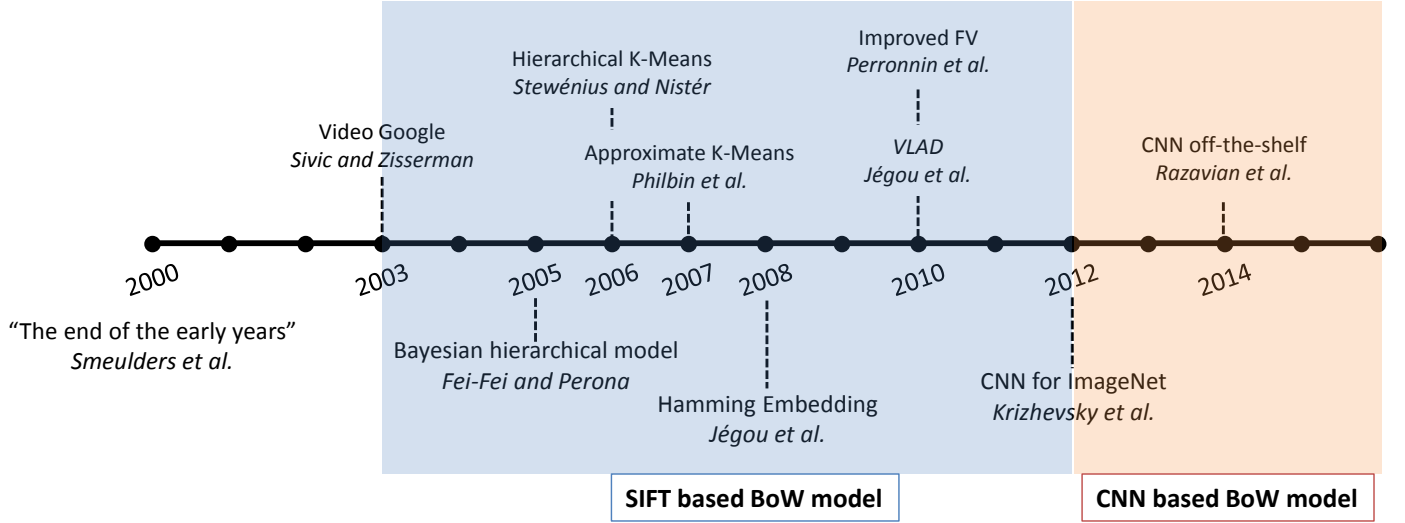 Improved FV
Perronnin et al.
Hierarchical K-Means
Stewénius and Nistér
Video Google
Sivic and Zisserman
Approximate K-Means
Philbin et al.
VLAD
Jégou et al.
CNN off-the-shelf
Razavian et al.
2000
2003
2005
2006
2007
2008
2010
2012
2014
“The end of the early years”
Smeulders et al.
Bayesian hierarchical model
Fei-Fei and Perona
Hamming Embedding
Jégou et al.
CNN for ImageNet
Krizhevsky et al.
SIFT based BoW model
CNN based BoW model